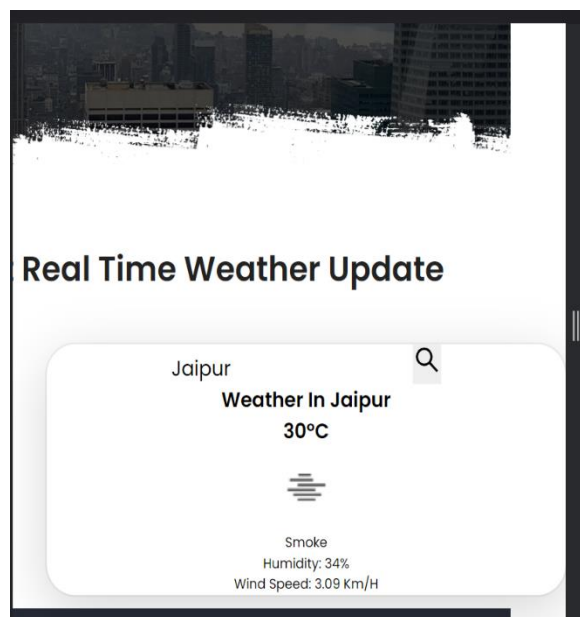 Real Time Weather Update
Jaipur
Weather In Jaipur
30°C
Smoke
Humidity: 34%
Wind Speed: 3.09 Km/H